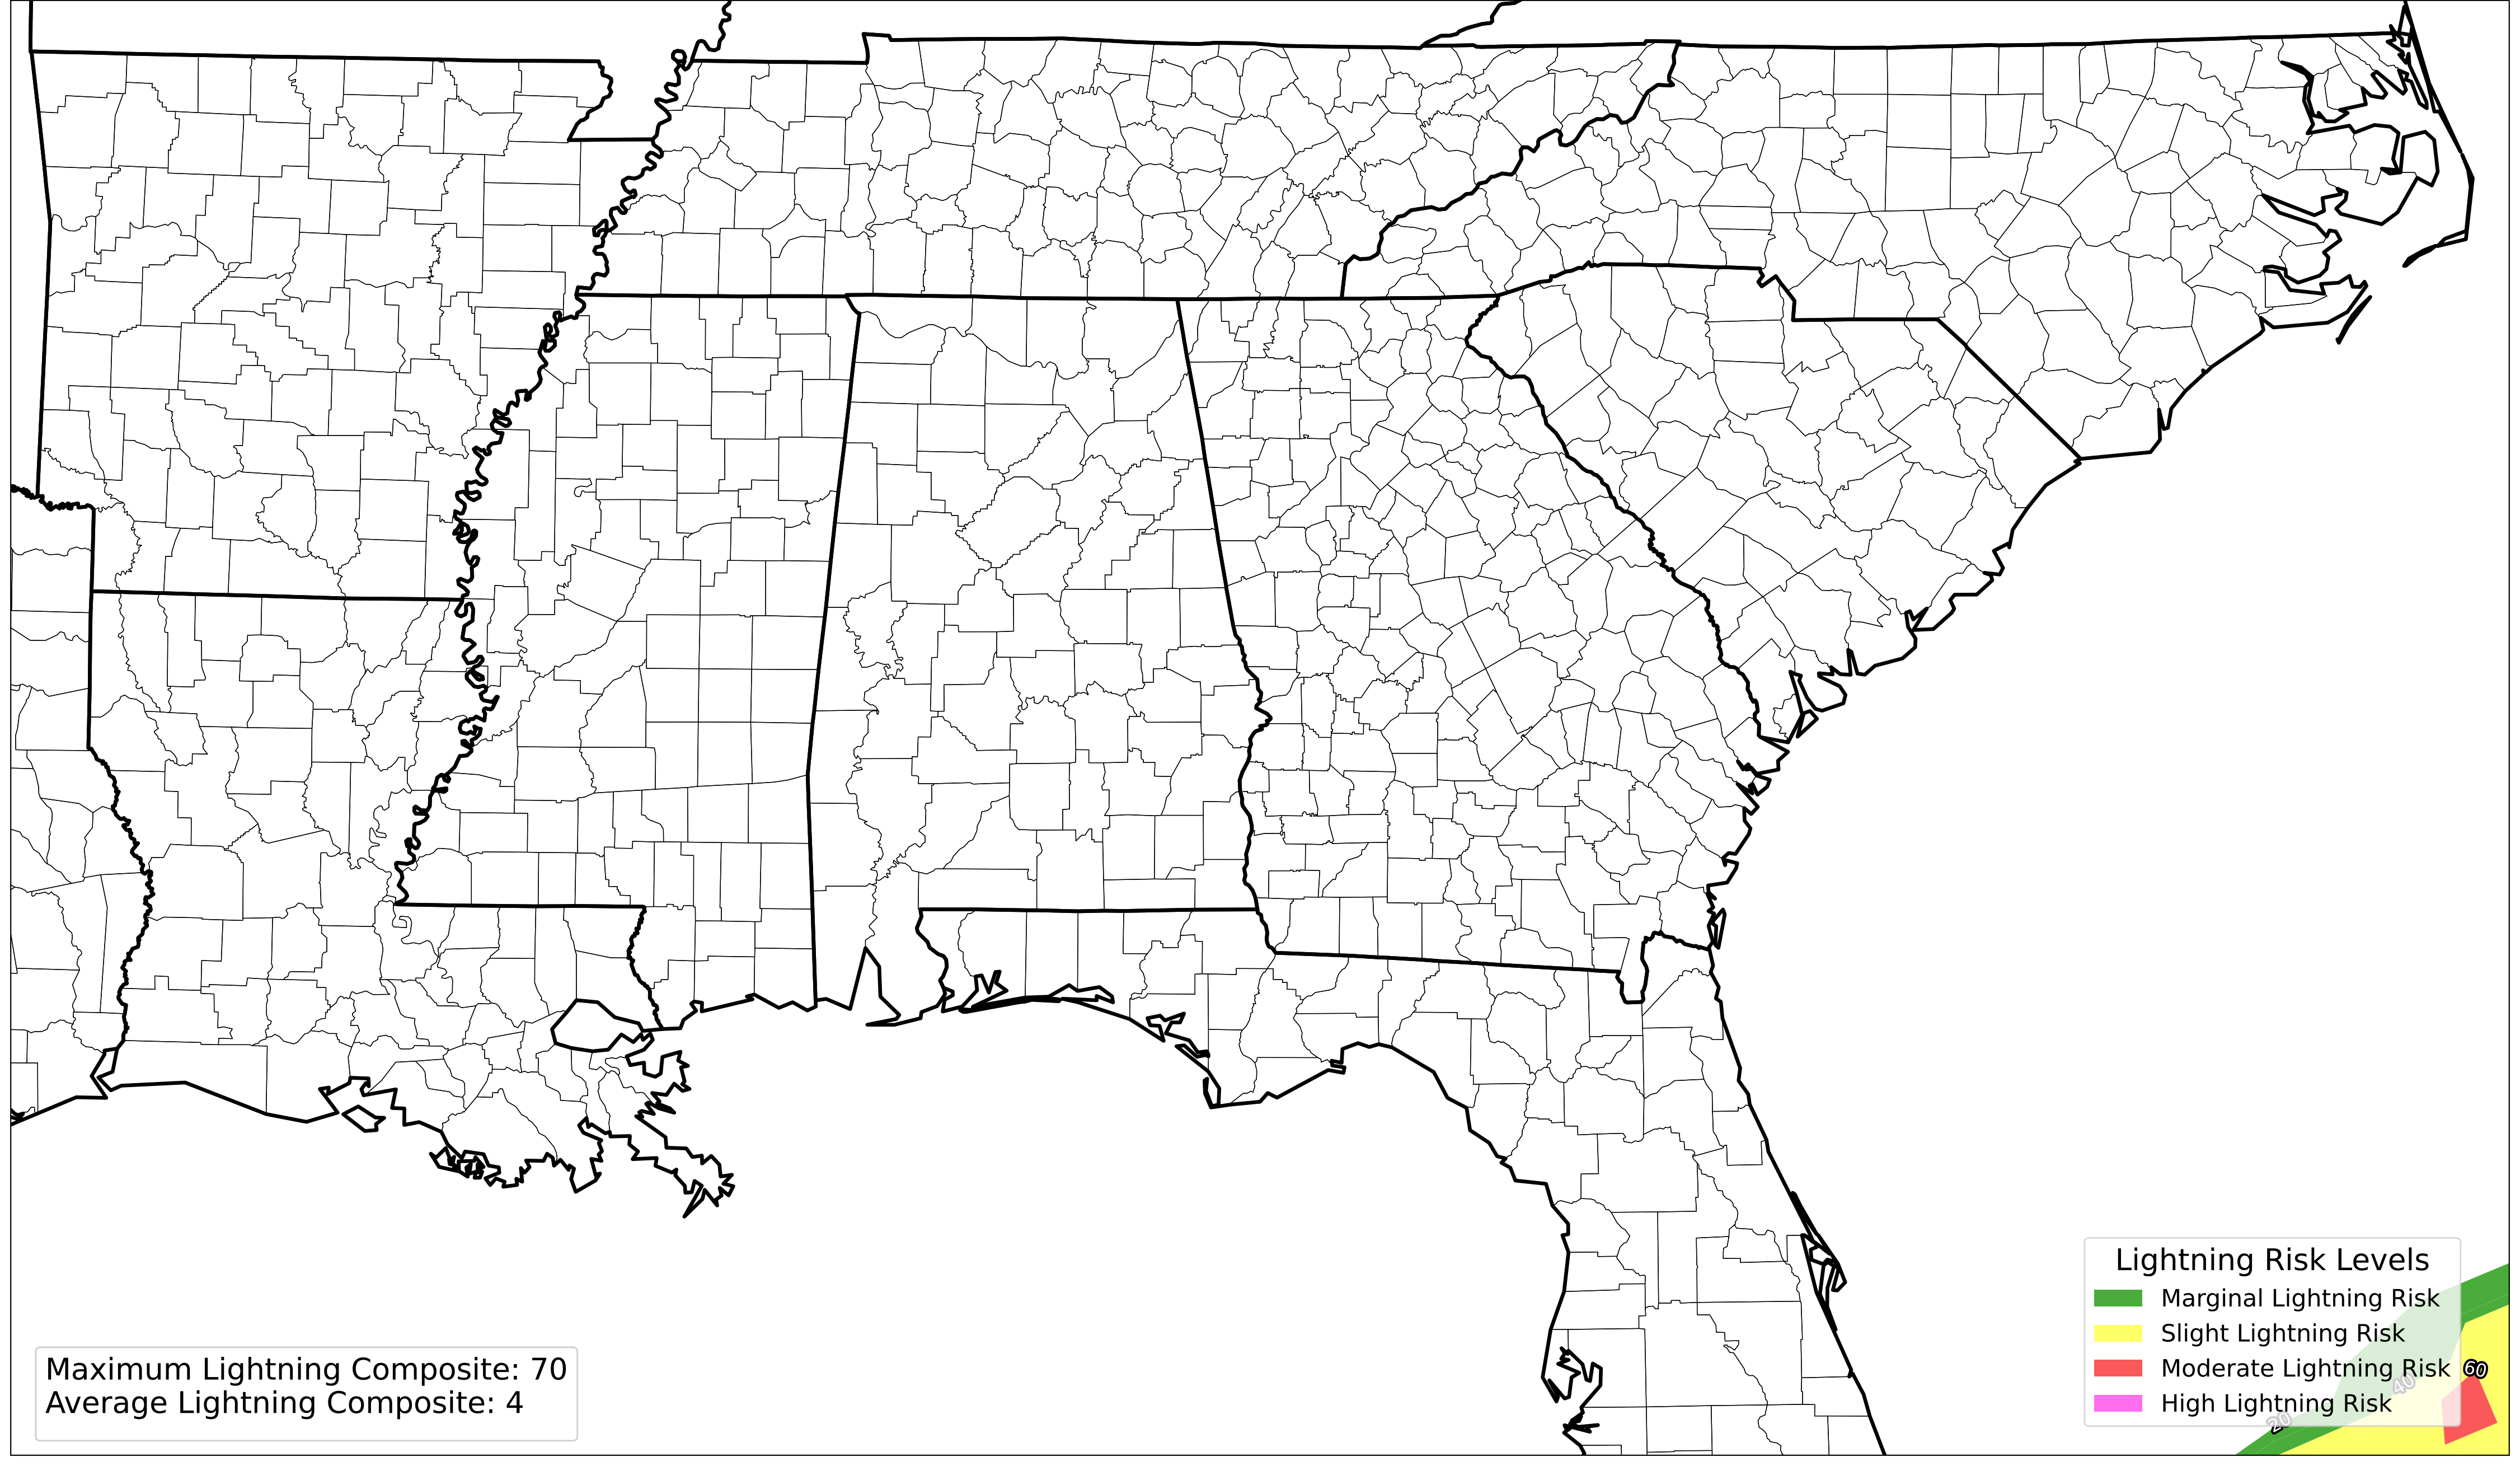 Lightning Risk Levels
Marginal Lightning Risk
Slight Lightning Risk
Moderate Lightning Risk
High Lightning Risk
60
40
20
Maximum Lightning Composite: 70
Average Lightning Composite: 4